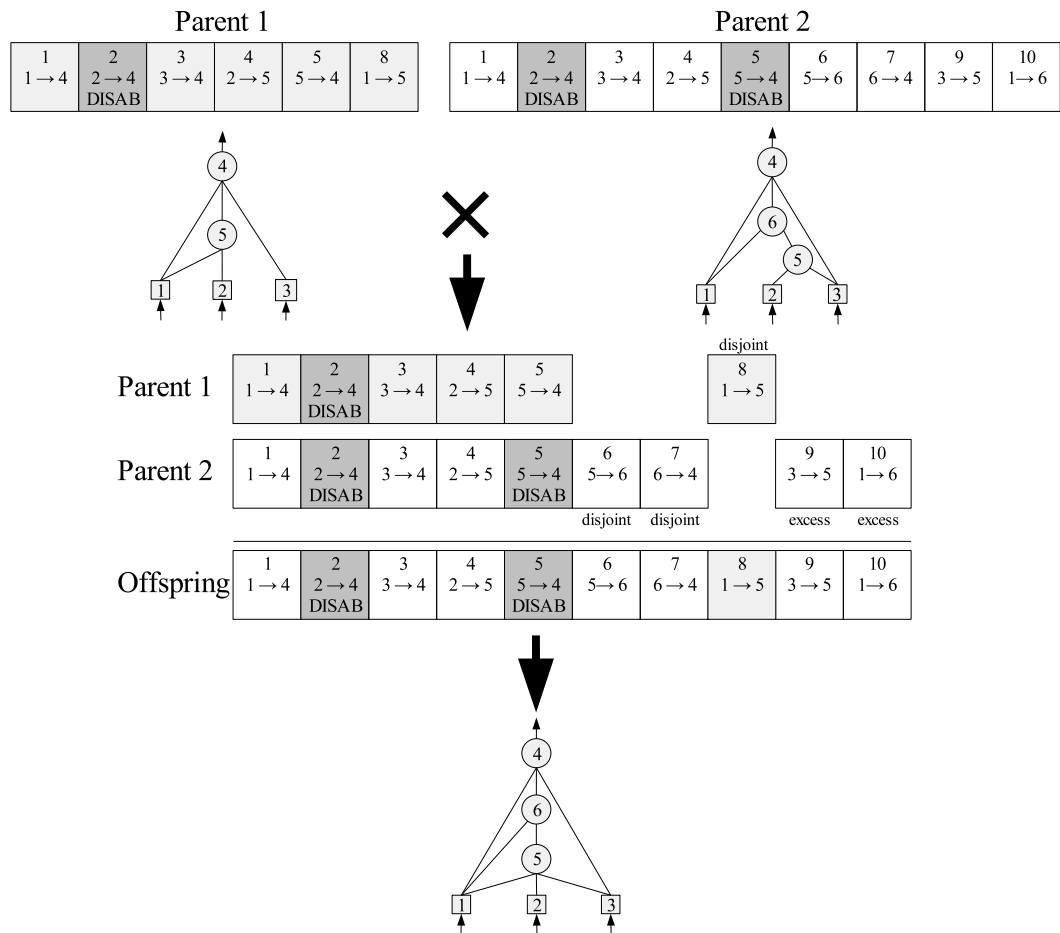 Parent 1 Parent 2
1 2 3 4 5 8 1 2 3 4 5 6 7 9 10
1→4 2→4 3→4 2→5 5→4 1→5 1→4 2→4 3→4 2→5 5→4 5→6 6→4 3→5 1→6
DISAB DISAB DISAB
4 4
6
5
5
1 2 3 1 2 3
disjoint
Parent 1
1 2 3 4 5 8
1→4 2→4 3→4 2→5 5→4 1→5
DISAB
Parent 2
1 2 3 4 5 6 7 9 10
1→4 2→4 3→4 2→5 5→4 5→6 6→4 3→5 1→6
DISAB DISAB
disjoint disjoint excess excess
Offspring
1 2 3 4 5 6 7 8 9 10
1→4 2→4 3→4 2→5 5→4 5→6 6→4 1→5 3→5 1→6
DISAB DISAB
4
6
5
1 2 3